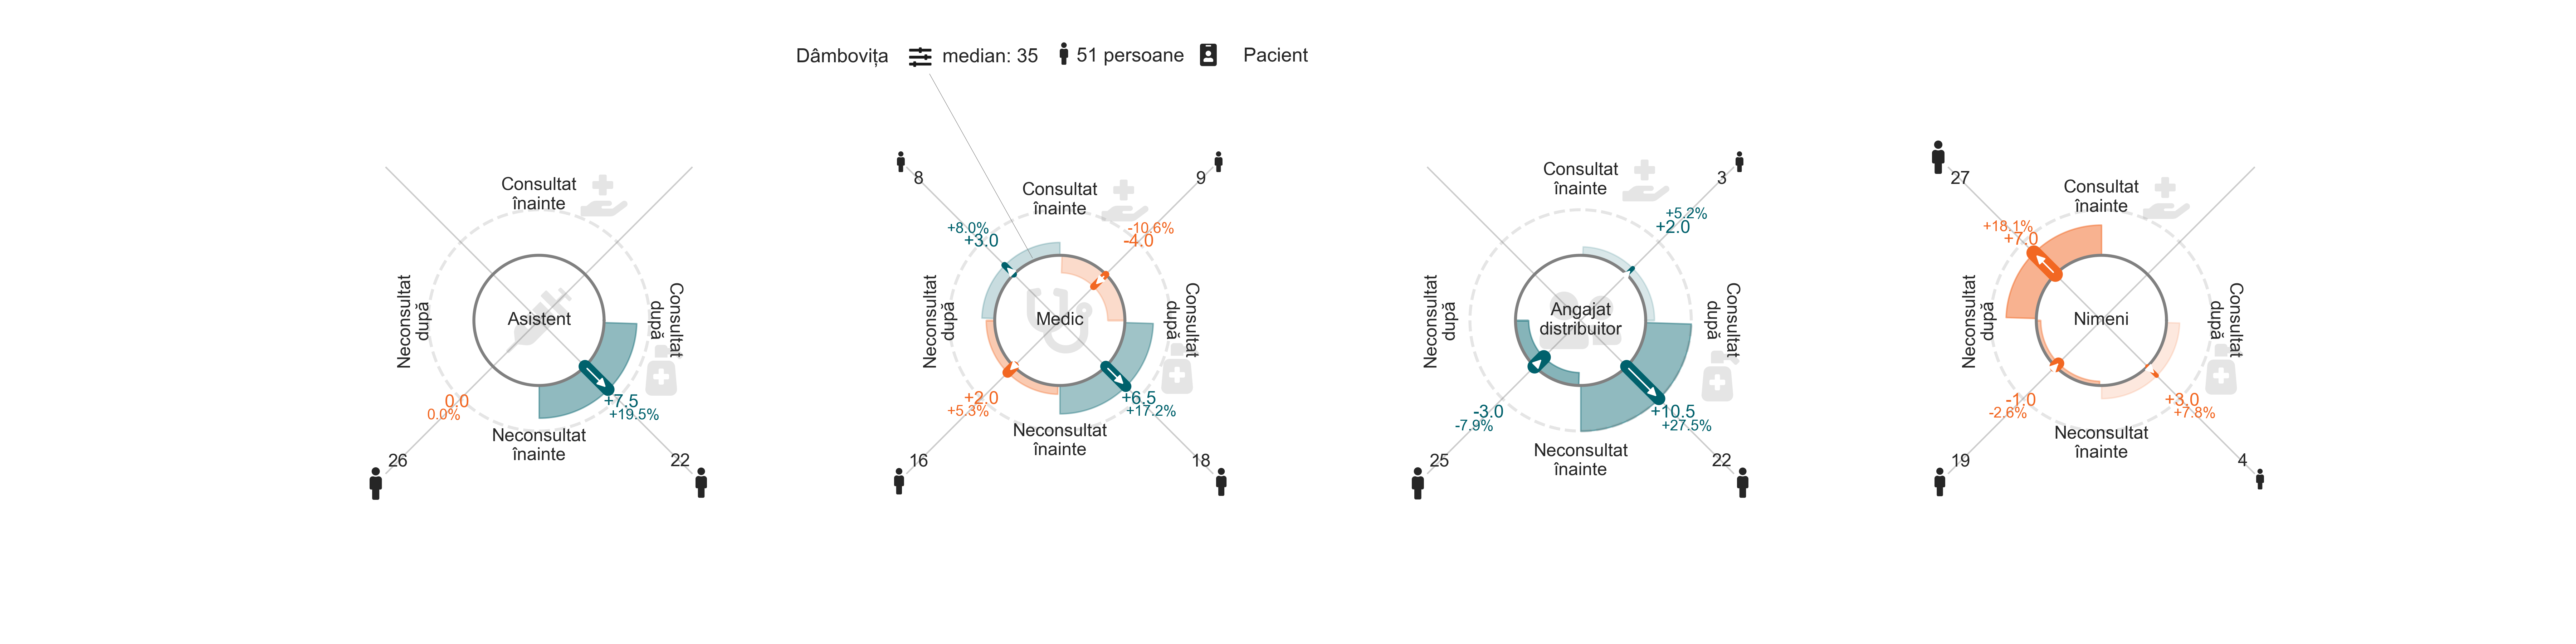 Dâmbovița median: 35 51 persoane Pacient
Consultat
înainte
Neconsultat
după
Asistent
Consultat
după
0.0
0.0%
+7.5
+19.5%
Neconsultat
înainte
26
22
8
9
Consultat
înainte
+8.0%
+3.0
-10.6%
-4.0
Neconsultat
după
Medic
Consultat
după
+2.0
+5.3%
+6.5
+17.2%
Neconsultat
înainte
16
18
3
Consultat
înainte
+5.2%
+2.0
Neconsultat
după
Angajat
distribuitor
Consultat
după
-3.0
-7.9%
+10.5
+27.5%
Neconsultat
înainte
25
22
27
Consultat
înainte
+18.1%
+7.0
Neconsultat
după
Nimeni
Consultat
după
-1.0
-2.6%
+3.0
+7.8%
Neconsultat
înainte
19
4